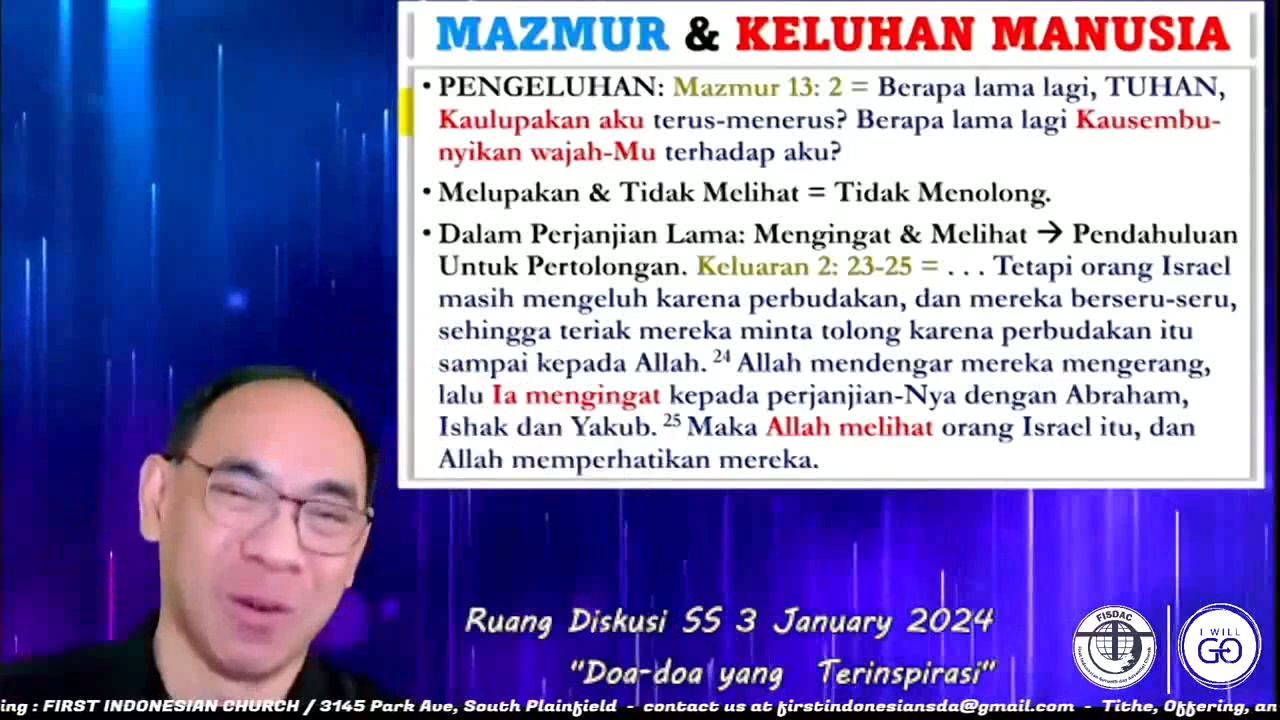 MAZMUR & KELUHAN MANUSIA
• PENGELUHAN: Mazmur 13: 2 = Berapa lama lagi, TUHAN,
Kaulupakan aku terus-menerus? Berapa lama lagi Kausembu-
nyikan wajah-Mu terhadap aku?
• Melupakan & Tidak Melihat = Tidak Menolong.
• Dalam Perjanjian Lama: Mengingat & Melihat → Pendahuluan
Untuk Pertolongan. Keluaran 2: 23-25 = . . . Tetapi orang Israel
masih mengeluh karena perbudakan, dan mereka berseru-seru,
sehingga teriak mereka minta tolong karena perbudakan itu
sampai kepada Allah. 24 Allah mendengar mereka mengerang,
lalu Ia mengingat kepada perjanjian-Nya dengan Abraham,
Ishak dan Yakub. 25 Maka Allah melihat orang Israel itu, dan
Allah memperhatikan mereka.
Ruang Diskusi SS 3 January 2024
"Doa-doa yang Terinspirasi"
FISDAC
I WILL
GO
ing : FIRST INDONESIAN CHURCH / 3145 Park Ave, South Plainfield - contact us at firstindonesiansda@gmail.com - Tithe, Offering, an